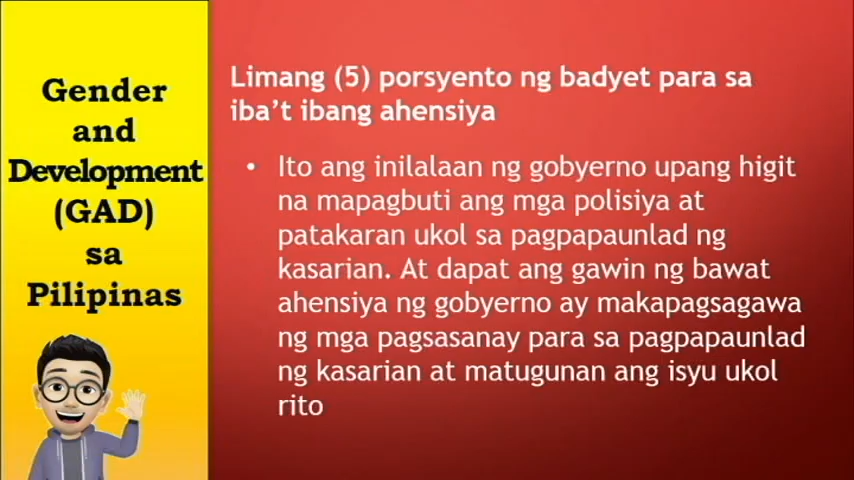 Gender
and
Development
(GAD)
sa
Pilipinas
Limang (5) porsyento ng badyet para sa
iba't ibang ahensiya
• Ito ang inilalaan ng gobyerno upang higit
na mapagbuti ang mga polisiya at
patakaran ukol sa pagpapaunlad ng
kasarian. At dapat ang gawin ng bawat
ahensiya ng gobyerno ay makapagsagawa
ng mga pagsasanay para sa pagpapaunlad
ng kasarian at matugunan ang isyu ukol
rito